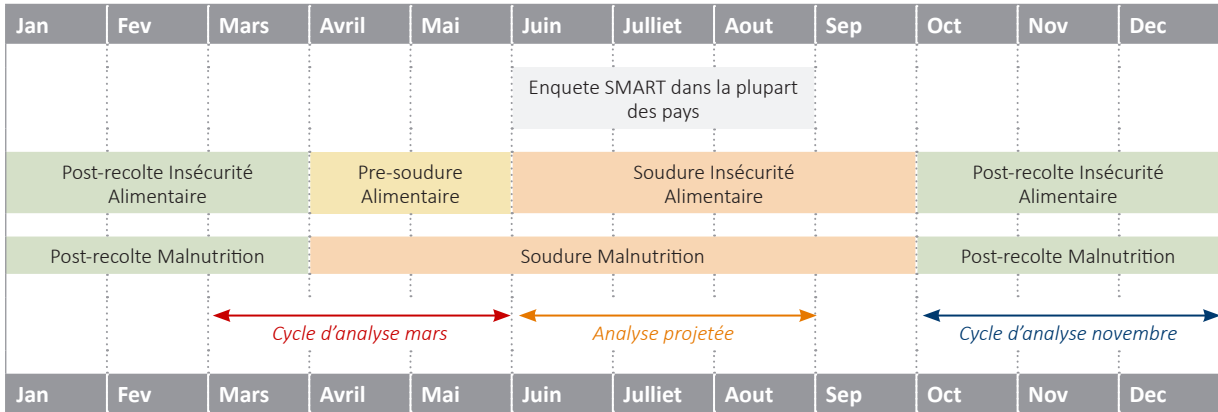 Jan Fev Mars Avril Mai Juin Julliet Aout Sep Oct Nov Dec
Enquete SMART dans la plupart
des pays
Post-recolte Insécurité
Alimentaire
Pre-soudure
Alimentaire
Soudure Insécurité
Alimentaire
Post-recolte Insécurité
Alimentaire
Post-recolte Malnutrition Soudure Malnutrition Post-recolte Malnutrition
Cycle d'analyse mars Analyse projetée Cycle d'analyse novembre
Jan Fev Mars Avril Mai Juin Julliet Aout Sep Oct Nov Dec